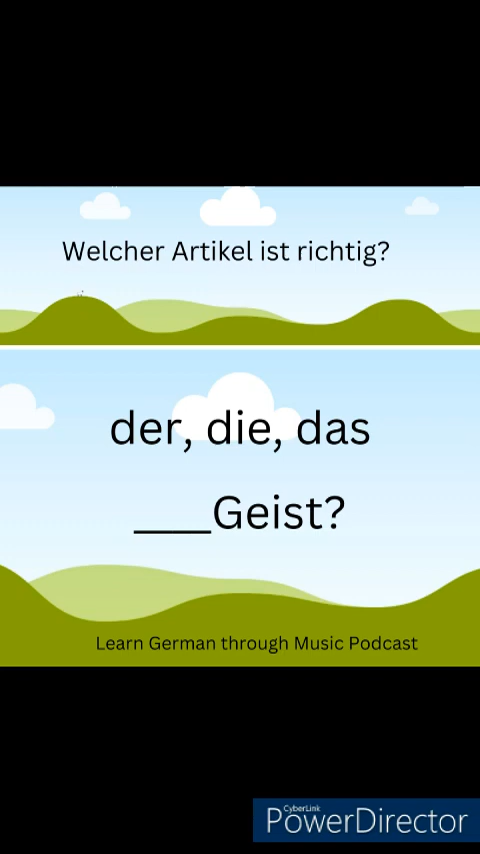 Welcher Artikel ist richtig?
der, die, das
____Geist?
Learn German through Music Podcast
CyberLink
PowerDirector